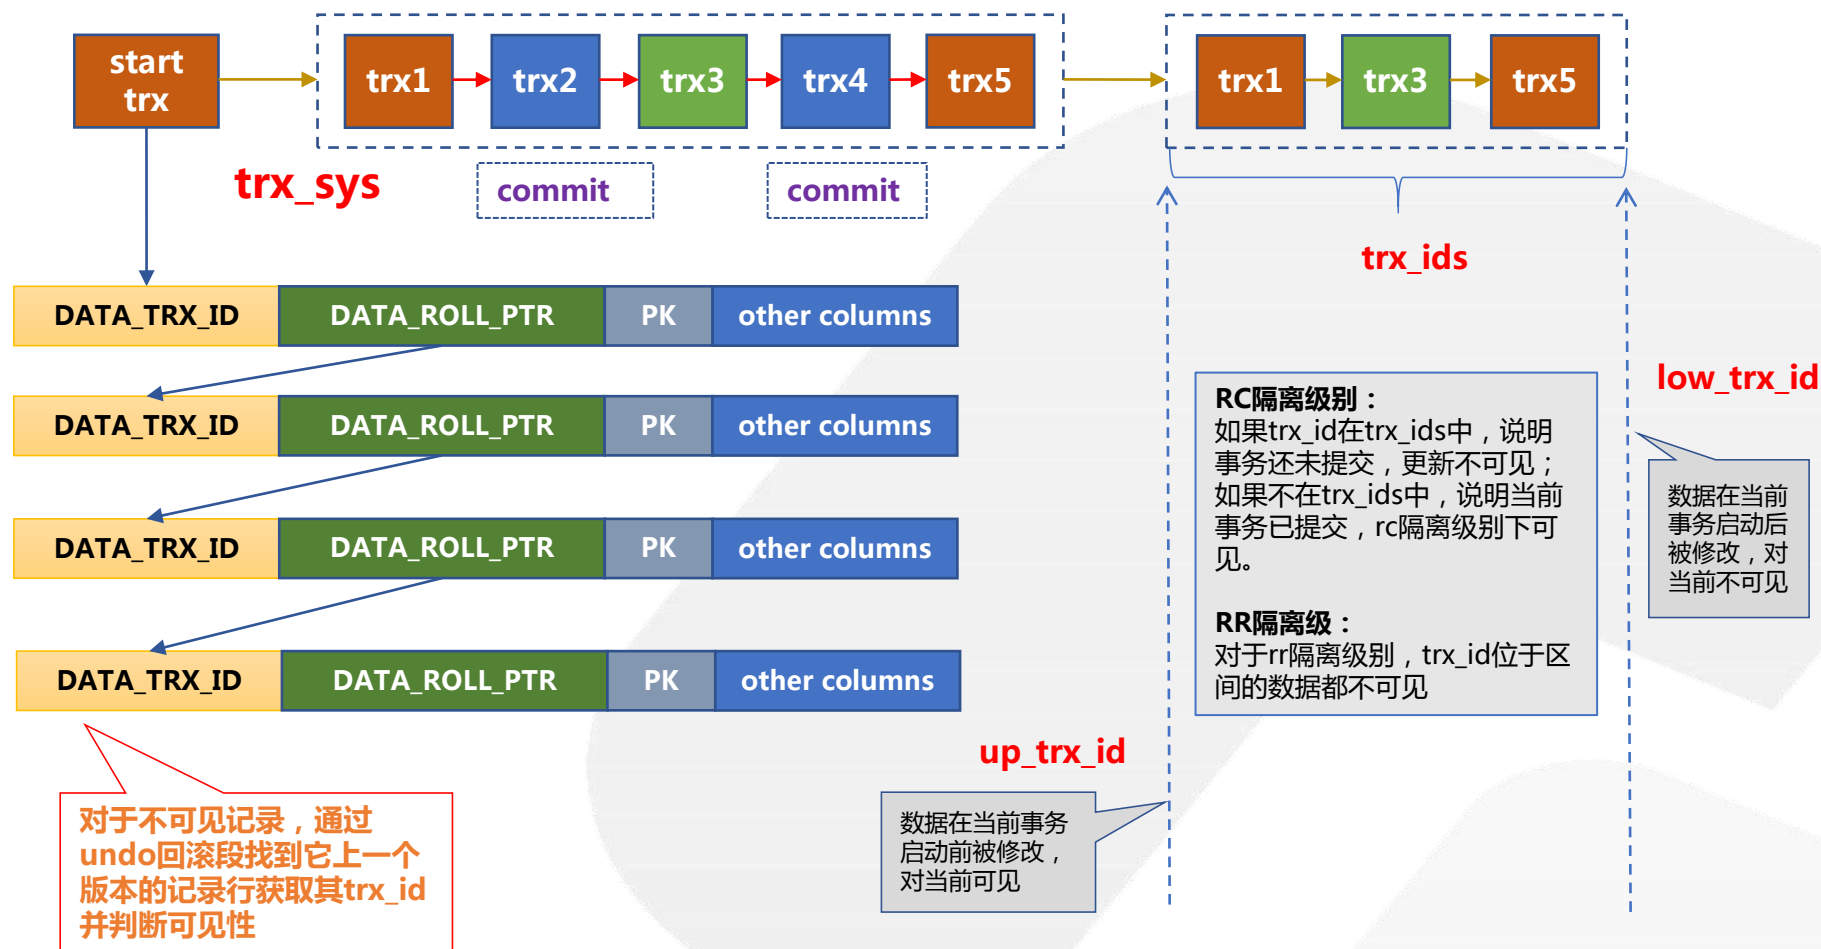 start
trx
trx1
trx2
trx3
trx4
trx5
trx1
trx3
trx5
trx_sys
commit
commit
trx_ids
DATA_TRX_ID
DATA_ROLL_PTR
PK
other columns
DATA_TRX_ID
DATA_ROLL_PTR
PK
other columns
DATA_TRX_ID
DATA_ROLL_PTR
PK
other columns
DATA_TRX_ID
DATA_ROLL_PTR
PK
other columns
low_trx_id
RC隔离级别：
如果trx_id在trx_ids中，说明
事务还未提交，更新不可见；
如果不在trx_ids中，说明当前
事务已提交，rc隔离级别下可
见。
RR隔离级：
对于rr隔离级别，trx_id位于区
间的数据都不可见
数据在当前
事务启动后
被修改，对
当前不可见
up_trx_id
数据在当前事务
启动前被修改，
对当前可见
对于不可见记录，通过
undo回滚段找到它上一个
版本的记录行获取其trx_id
并判断可见性